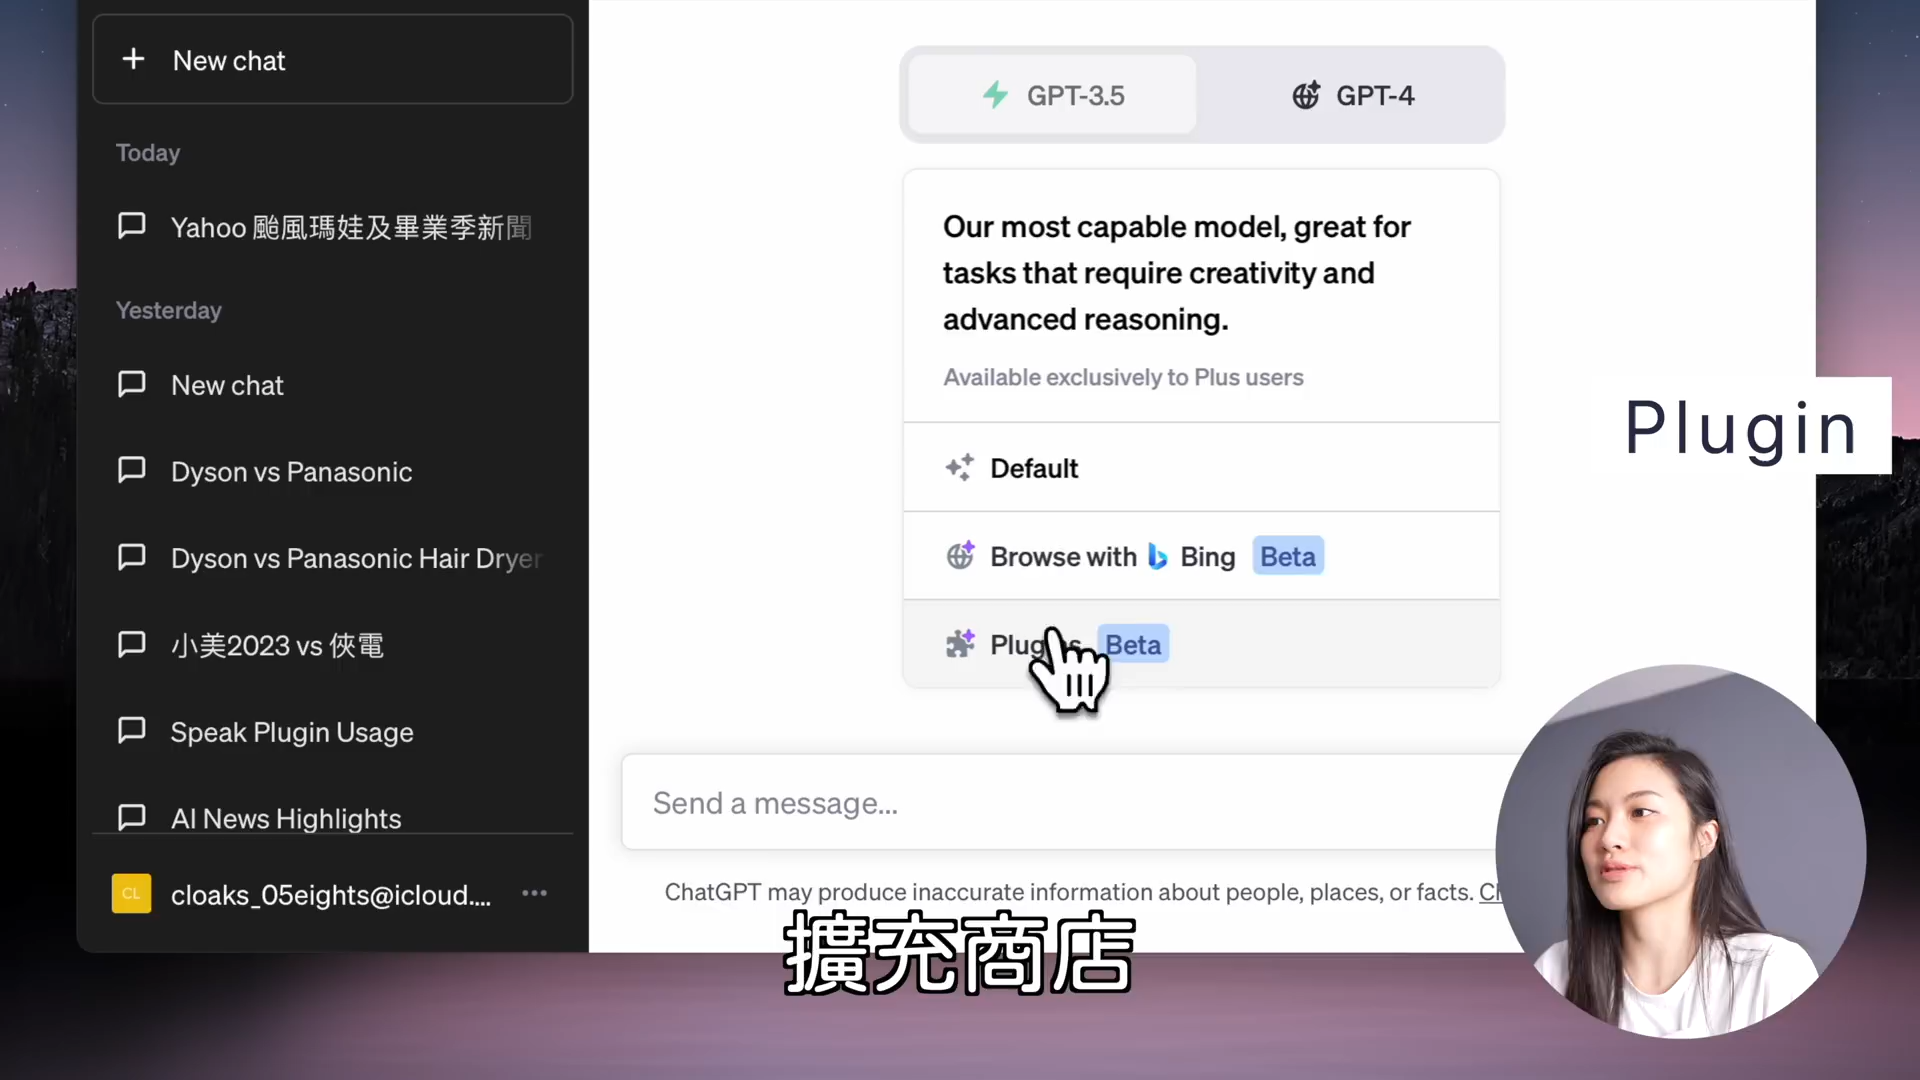 New chat
Today
Yahoo 颱風瑪娃及畢業季新聞
Yesterday
New chat
Dyson vs Panasonic
Dyson vs Panasonic Hair Dryer
小美2023 vs 俠電
Speak Plugin Usage
AI News Highlights
CL
cloaks_05eights@icloud....
GPT-3.5
GPT-4
Our most capable model, great for
tasks that require creativity and
advanced reasoning.
Available exclusively to Plus users
Default
Browse with Bing Beta
Plugins Beta
Send a message...
ChatGPT may produce inaccurate information about people, places, or facts.
Plugin
擴充商店